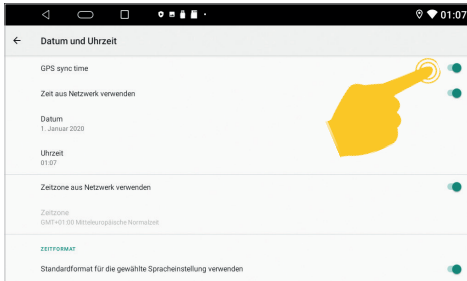 01:07
Datum und Uhrzeit
GPS sync time
Zeit aus Netzwerk verwenden
Datum
1. Januar 2020
Uhrzeit
01:07
Zeitzone aus Netzwerk verwenden
Zeitzone
GMT+01:00 Mitteleuropäische Normalzeit
ZEITFORMAT
Standardformat für die gewählte Spracheinstellung verwenden